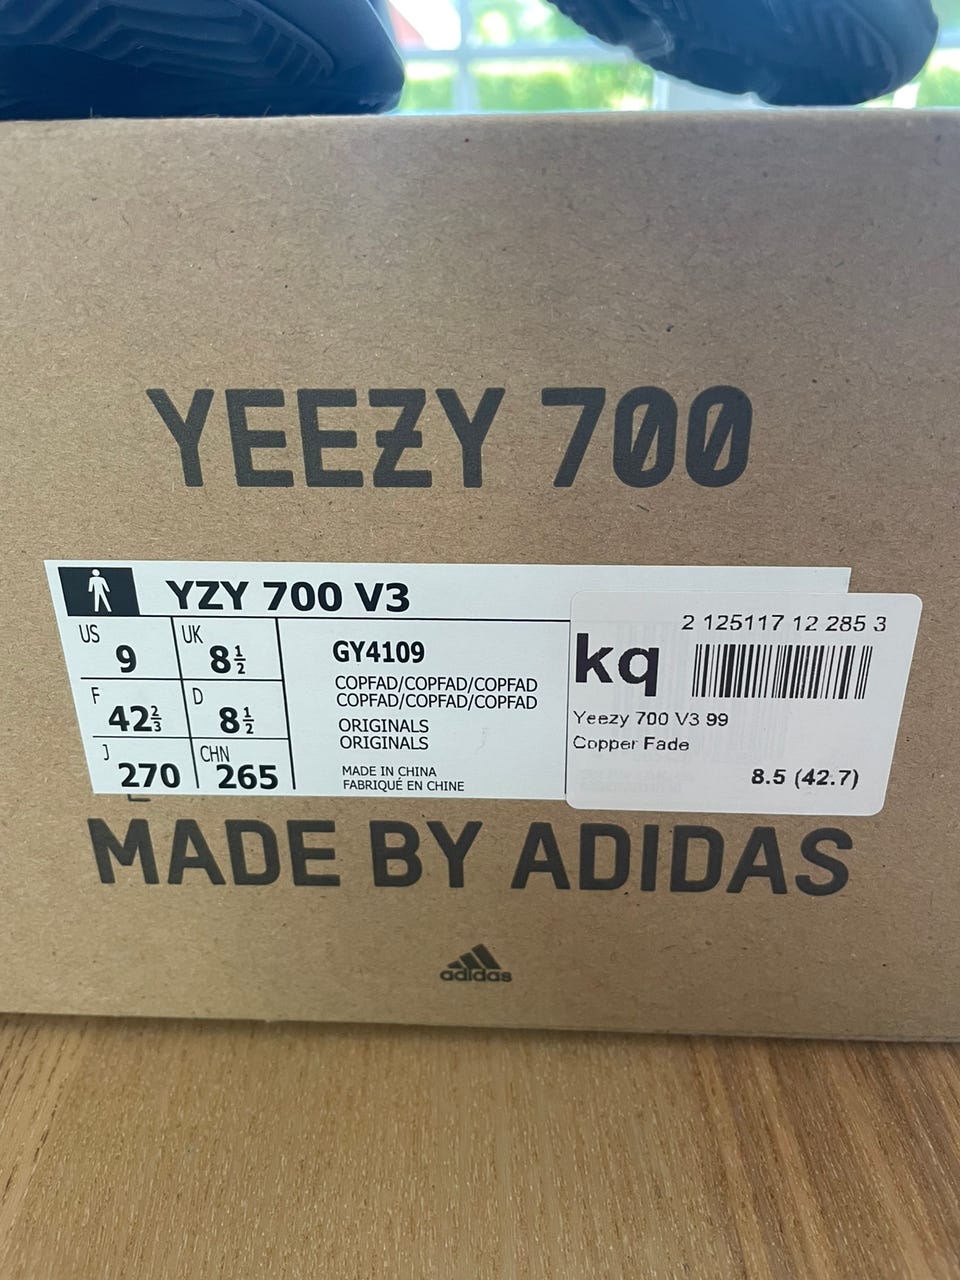 YEEZY 700
YZY 700 V3
US 9
UK 8½
F 42⅔
D 8½
J 270
CHN 265
GY4109
COPFAD/COPFAD/COPFAD
COPFAD/COPFAD/COPFAD
ORIGINALS
ORIGINALS
MADE IN CHINA
FABRIQUÉ EN CHINE
2 125117 12 285 3
kq
Yeezy 700 V3 99
Copper Fade
8.5 (42.7)
MADE BY ADIDAS
adidas